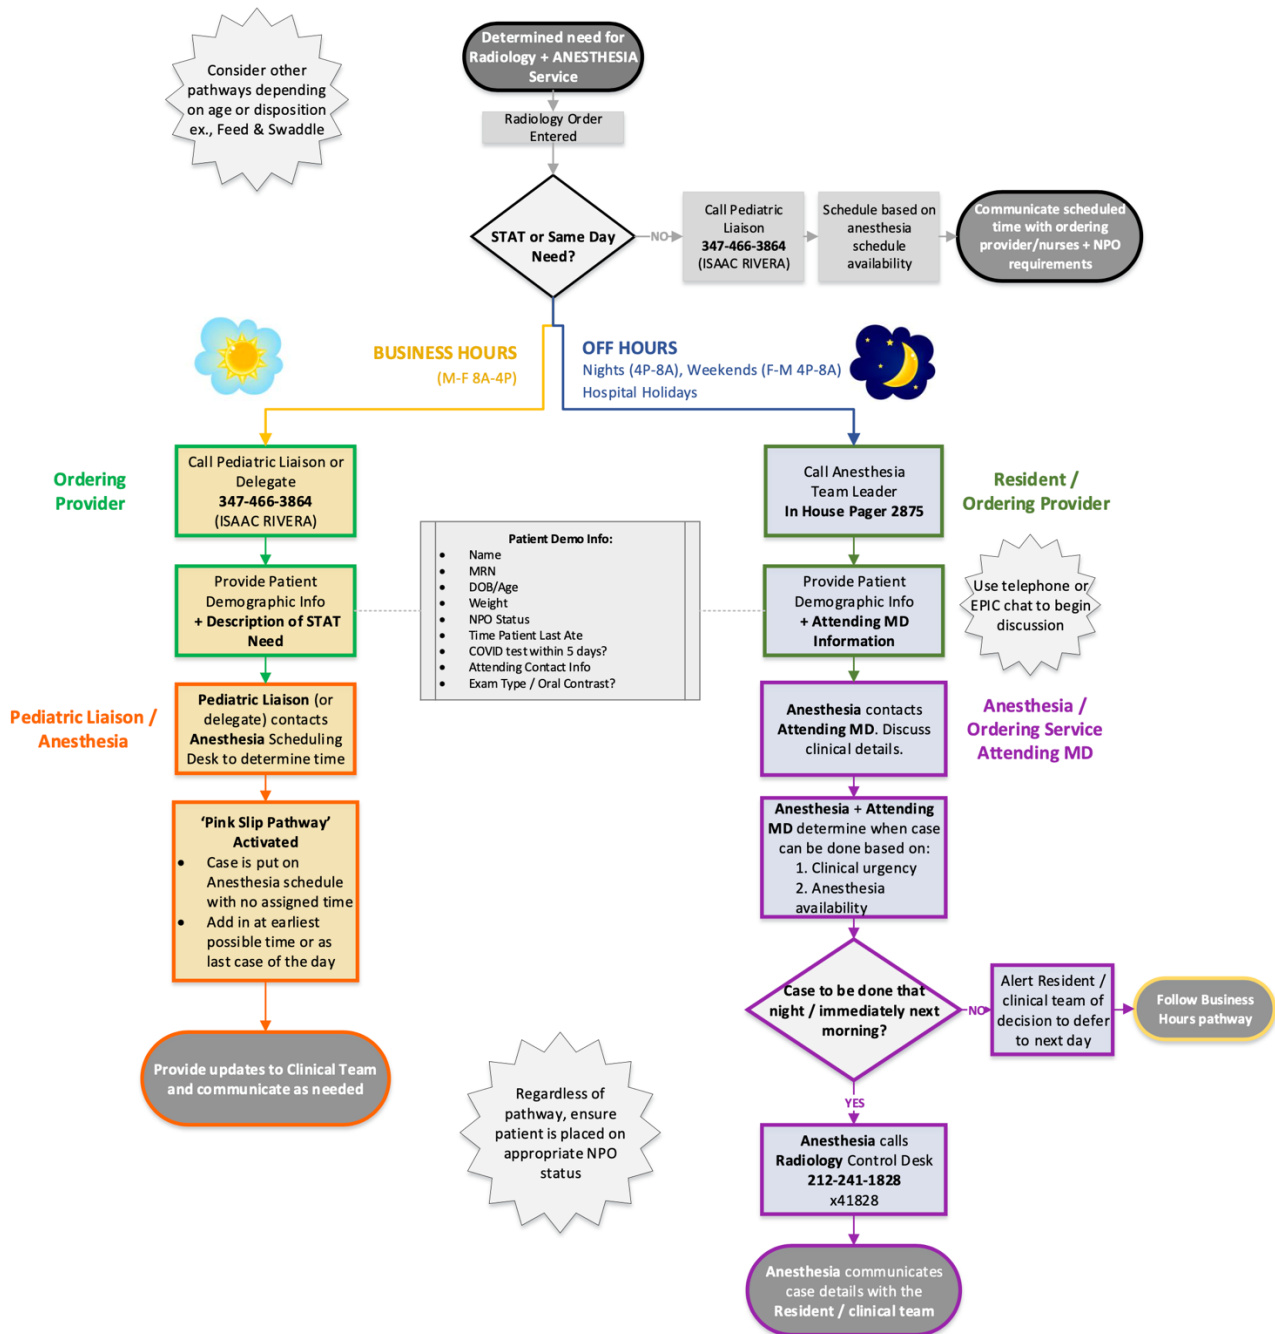 Determined need for
Radiology + ANESTHESIA
Service
Consider other
pathways depending
on age or disposition
ex., Feed & Swaddle
Radiology Order
Entered
STAT or Same Day
Need?
NO
Call Pediatric
Liaison
347-466-3864
(ISAAC RIVERA)
Schedule based on
anesthesia
schedule
availability
Communicate scheduled
time with ordering
provider/nurses + NPO
requirements
BUSINESS HOURS
(M-F 8A-4P)
OFF HOURS
Nights (4P-8A), Weekends (F-M 4P-8A)
Hospital Holidays
Ordering
Provider
Call Pediatric Liaison or
Delegate
347-466-3864
(ISAAC RIVERA)
Call Anesthesia
Team Leader
In House Pager 2875
Resident /
Ordering Provider
Provide Patient
Demographic Info
+ Description of STAT
Need
Patient Demo Info:
• Name
• MRN
• DOB/Age
• Weight
• NPO Status
• Time Patient Last Ate
• COVID test within 5 days?
• Attending Contact Info
• Exam Type / Oral Contrast?
Provide Patient
Demographic Info
+ Attending MD
Information
Use telephone or
EPIC chat to begin
discussion
Pediatric Liaison /
Anesthesia
Pediatric Liaison (or
delegate) contacts
Anesthesia Scheduling
Desk to determine time
Anesthesia contacts
Attending MD. Discuss
clinical details.
Anesthesia /
Ordering Service
Attending MD
‘Pink Slip Pathway’
Activated
• Case is put on
Anesthesia schedule
with no assigned time
• Add in at earliest
possible time or as
last case of the day
Anesthesia + Attending
MD determine when case
can be done based on:
1. Clinical urgency
2. Anesthesia
availability
Case to be done that
night / immediately next
morning?
NO
Alert Resident /
clinical team of
decision to defer
to next day
Follow Business
Hours pathway
Provide updates to Clinical Team
and communicate as needed
Regardless of
pathway, ensure
patient is placed on
appropriate NPO
status
YES
Anesthesia calls
Radiology Control Desk
212-241-1828
x41828
Anesthesia communicates
case details with the
Resident / clinical team